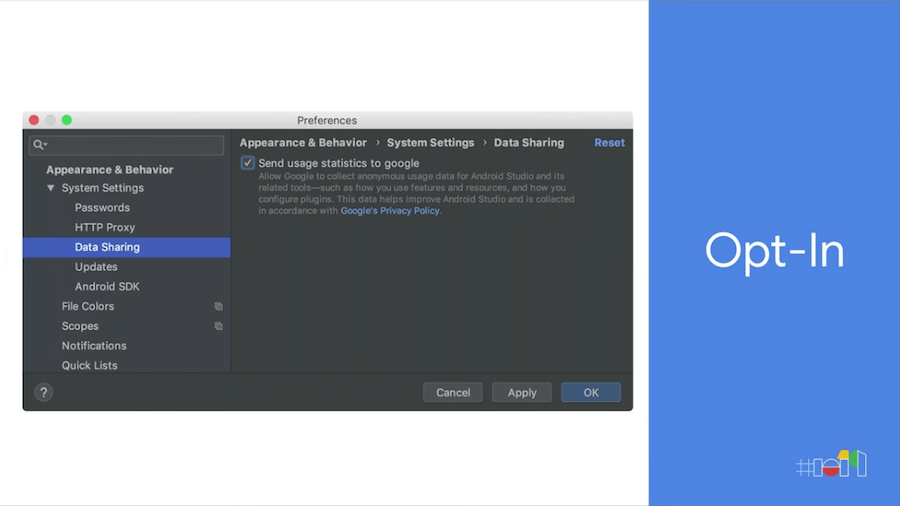 Preferences
Appearance & Behavior
System Settings
Passwords
HTTP Proxy
Data Sharing
Updates
Android SDK
File Colors
Scopes
Notifications
Quick Lists
Appearance & Behavior › System Settings › Data Sharing Reset
Send usage statistics to google
Allow Google to collect anonymous usage data for Android Studio and its
related tools—such as how you use features and resources, and how you
configure plugins. This data helps improve Android Studio and is collected
in accordance with Google's Privacy Policy.
?
Cancel Apply OK
Opt-In
#io19